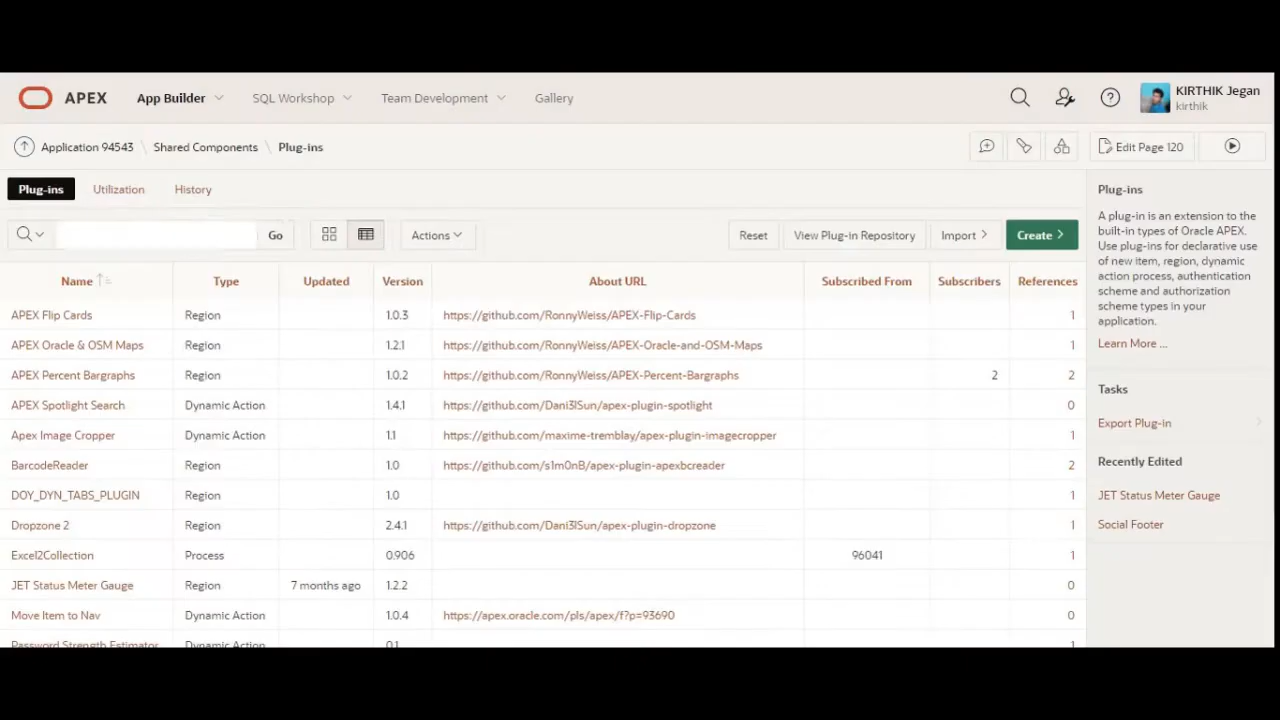 APEX App Builder SQL Workshop Team Development Gallery KIRTHIK Jegan
kirthik
Application 94543 \ Shared Components \ Plug-ins Edit Page 120
Plug-ins Utilization History
Go Actions Reset View Plug-in Repository Import Create
Name Type Updated Version About URL Subscribed From Subscribers References
APEX Flip Cards Region 1.0.3 https://github.com/RonnyWeiss/APEX-Flip-Cards 1
APEX Oracle & OSM Maps Region 1.2.1 https://github.com/RonnyWeiss/APEX-Oracle-and-OSM-Maps 1
APEX Percent Bargraphs Region 1.0.2 https://github.com/RonnyWeiss/APEX-Percent-Bargraphs 2 2
APEX Spotlight Search Dynamic Action 1.4.1 https://github.com/Dani3lSun/apex-plugin-spotlight 0
Apex Image Cropper Dynamic Action 1.1 https://github.com/maxime-tremblay/apex-plugin-imagecropper 1
BarcodeReader Region 1.0 https://github.com/s1m0nB/apex-plugin-apexbcreader 2
DOY_DYN_TABS_PLUGIN Region 1.0 1
Dropzone 2 Region 2.4.1 https://github.com/Dani3lSun/apex-plugin-dropzone 1
Excel2Collection Process 0.906 96041 1
JET Status Meter Gauge Region 7 months ago 1.2.2 0
Move Item to Nav Dynamic Action 1.0.4 https://apex.oracle.com/pls/apex/f?p=93690 0
Password Strength Estimator Dynamic Action 0.1 1
Plug-ins
A plug-in is an extension to the
built-in types of Oracle APEX.
Use plug-ins for declarative use
of new item, region, dynamic
action process, authentication
scheme and authorization
scheme types in your
application.
Learn More ...
Tasks
Export Plug-in
Recently Edited
JET Status Meter Gauge
Social Footer